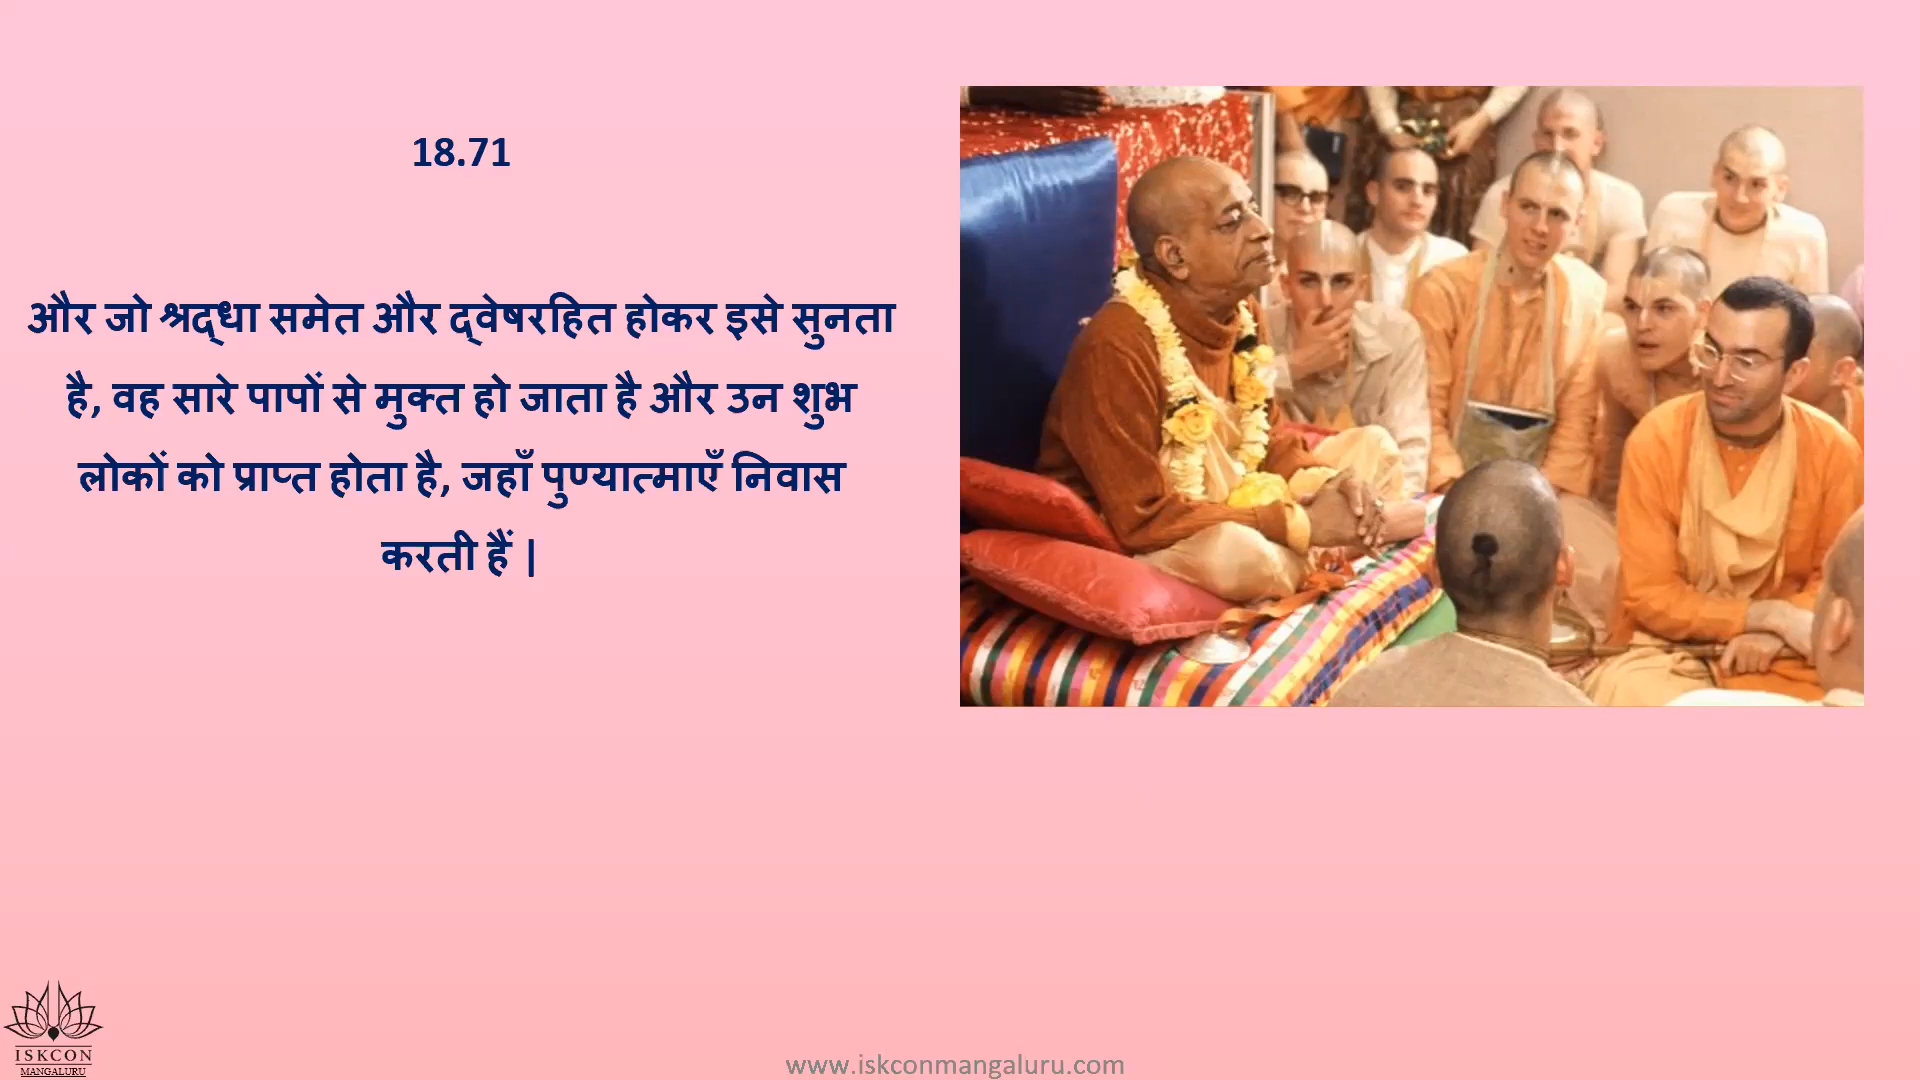 18.71
और जो श्रद्धा समेत और द्वेषरहित होकर इसे सुनता
है, वह सारे पापों से मुक्त हो जाता है और उन शुभ
लोकों को प्राप्त होता है, जहाँ पुण्यात्माएँ निवास
करती हैं |
ISKCON
MANGALURU
www.iskconmangaluru.com